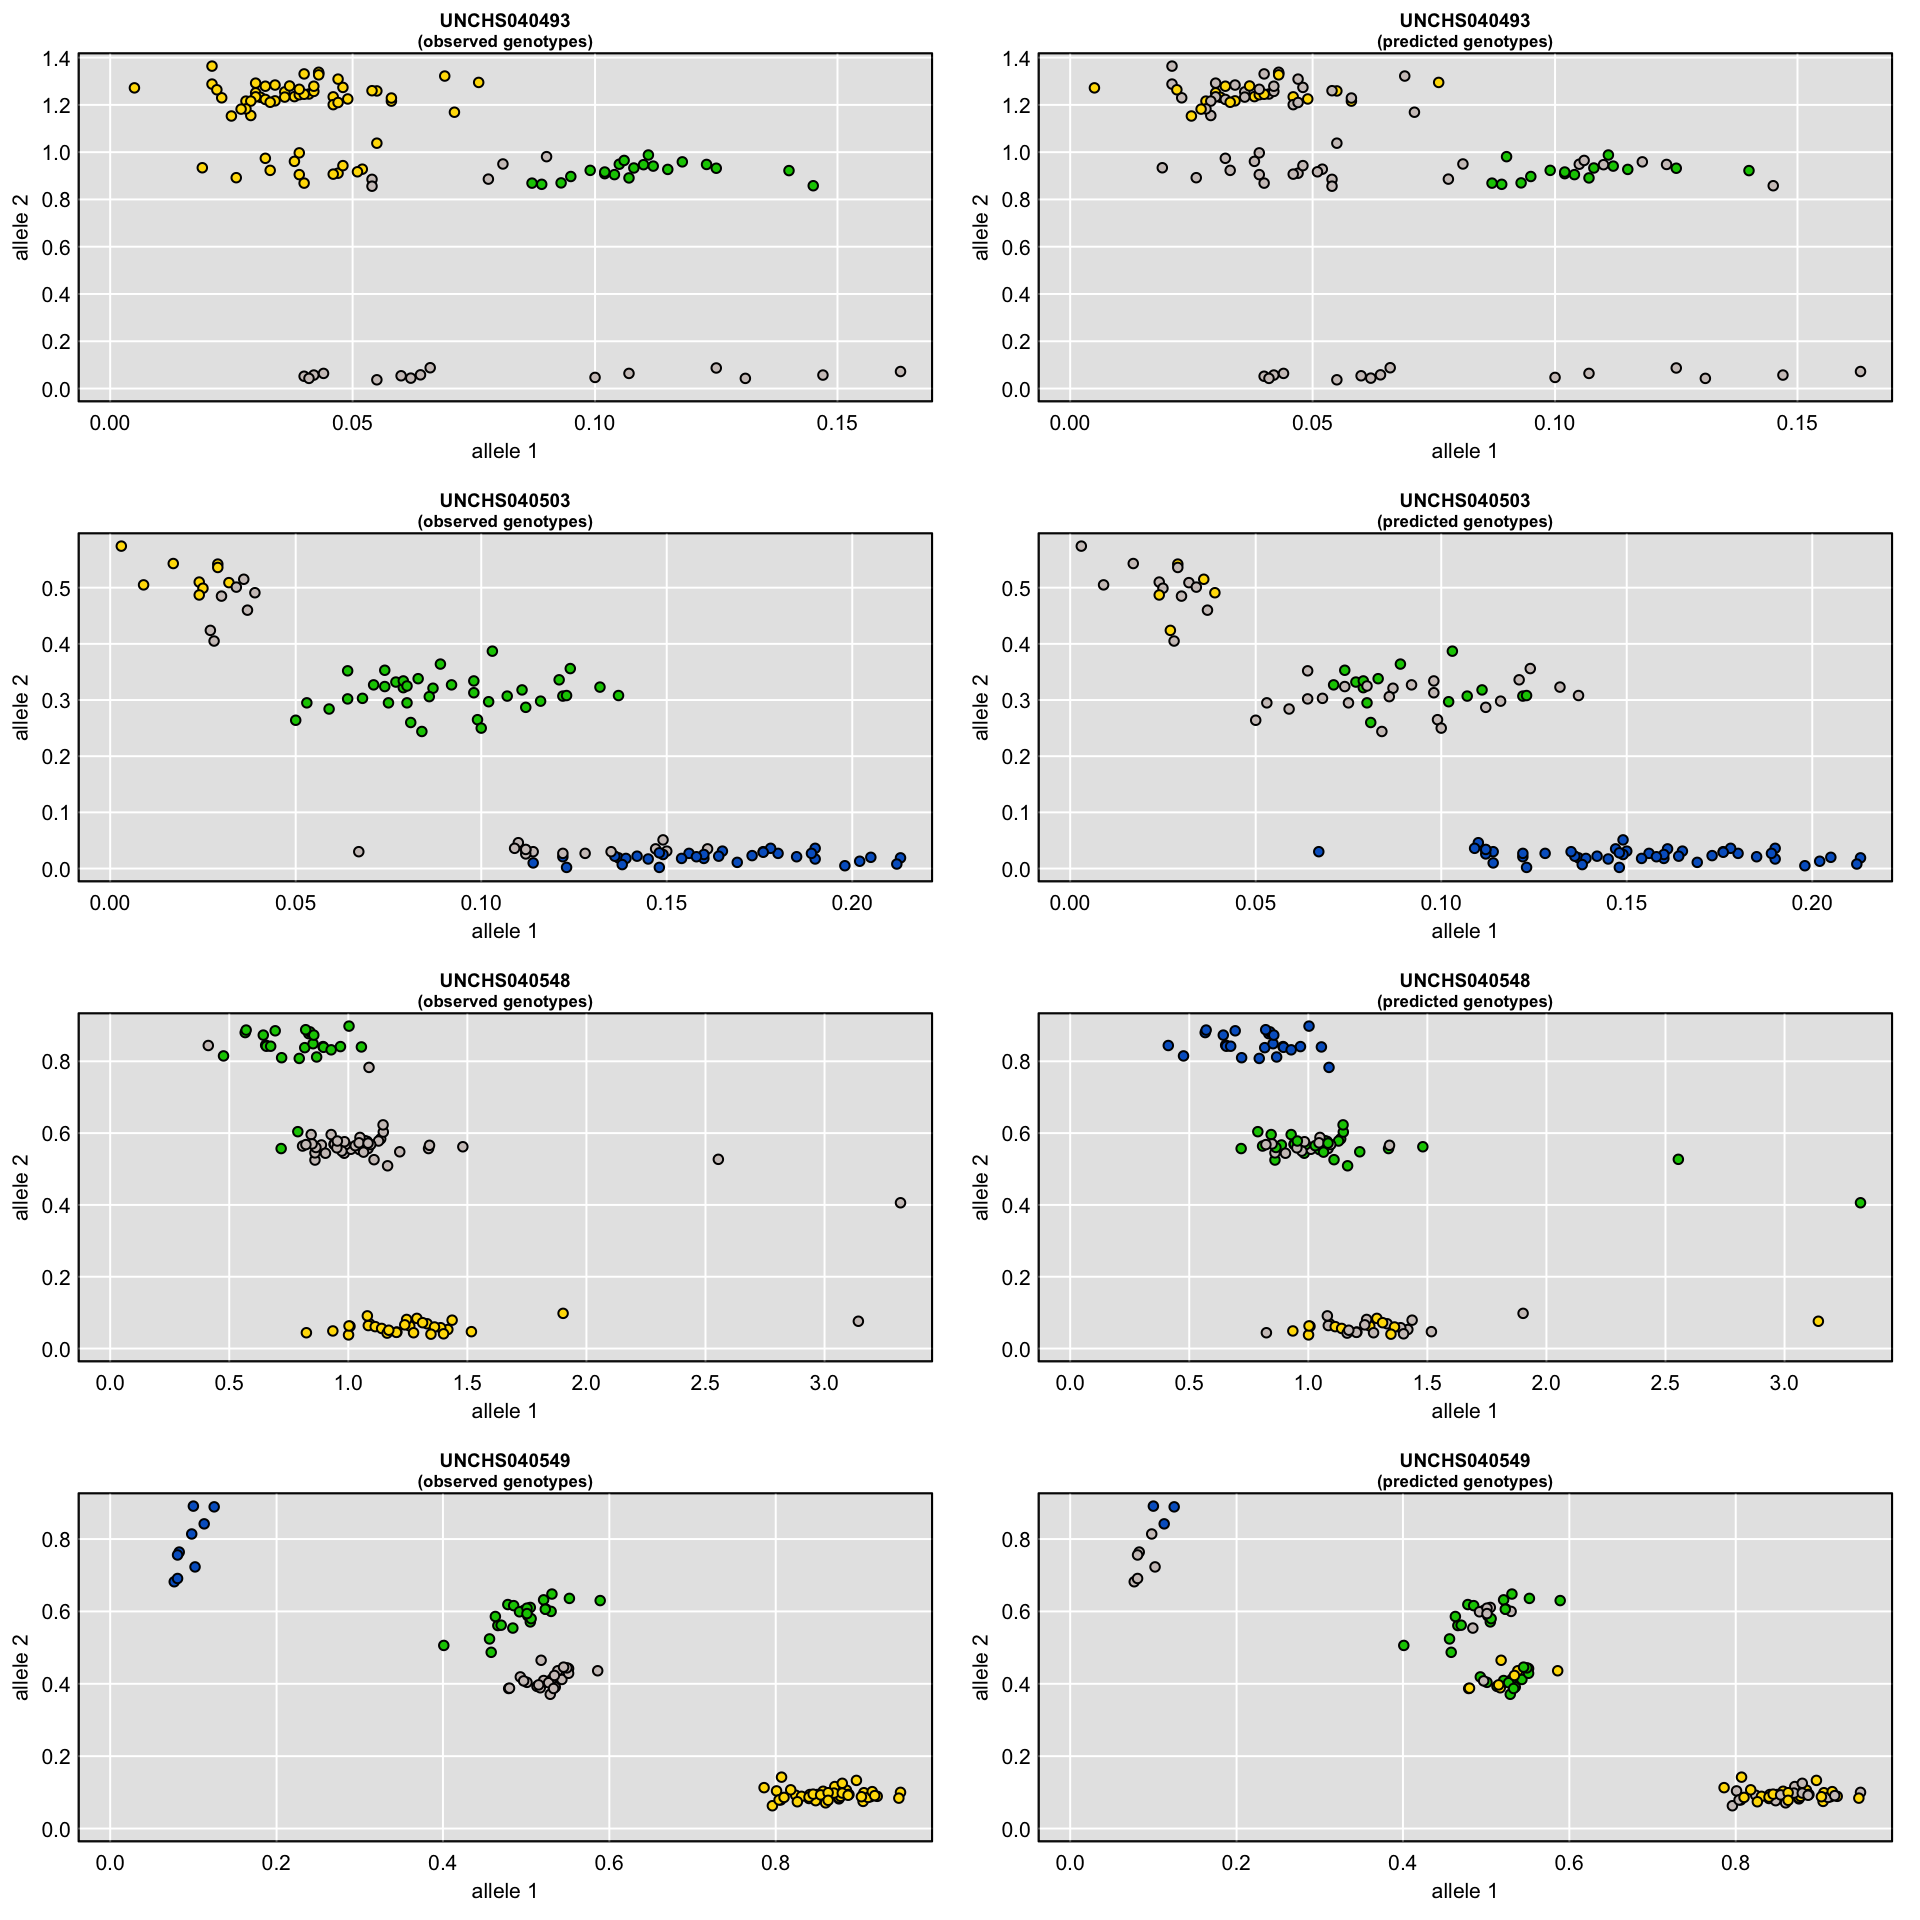 UNCHS040493
(observed genotypes)
allele 2
1.4
1.2
1.0
0.8
0.6
0.4
0.2
0.0
0.00 0.05 0.10 0.15
allele 1
UNCHS040493
(predicted genotypes)
allele 2
1.4
1.2
1.0
0.8
0.6
0.4
0.2
0.0
0.00 0.05 0.10 0.15
allele 1
UNCHS040503
(observed genotypes)
allele 2
0.5
0.4
0.3
0.2
0.1
0.0
0.00 0.05 0.10 0.15 0.20
allele 1
UNCHS040503
(predicted genotypes)
allele 2
0.5
0.4
0.3
0.2
0.1
0.0
0.00 0.05 0.10 0.15 0.20
allele 1
UNCHS040548
(observed genotypes)
allele 2
0.8
0.6
0.4
0.2
0.0
0.0 0.5 1.0 1.5 2.0 2.5 3.0
allele 1
UNCHS040548
(predicted genotypes)
allele 2
0.8
0.6
0.4
0.2
0.0
0.0 0.5 1.0 1.5 2.0 2.5 3.0
allele 1
UNCHS040549
(observed genotypes)
allele 2
0.8
0.6
0.4
0.2
0.0
0.0 0.2 0.4 0.6 0.8
allele 1
UNCHS040549
(predicted genotypes)
allele 2
0.8
0.6
0.4
0.2
0.0
0.0 0.2 0.4 0.6 0.8
allele 1